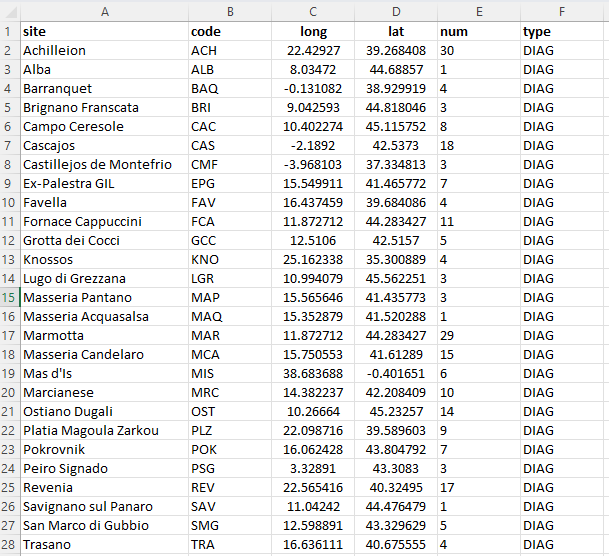 A B C D E F
1 site code long lat num type
2 Achilleion ACH 22.42927 39.268408 30 DIAG
3 Alba ALB 8.03472 44.68857 1 DIAG
4 Barranquet BAQ -0.131082 38.929919 4 DIAG
5 Brignano Franscata BRI 9.042593 44.818046 3 DIAG
6 Campo Ceresole CAC 10.402274 45.115752 8 DIAG
7 Cascajos CAS -2.1892 42.5373 18 DIAG
8 Castillejos de Montefrio CMF -3.968103 37.334813 3 DIAG
9 Ex-Palestra GIL EPG 15.549911 41.465772 7 DIAG
10 Favella FAV 16.437459 39.684086 4 DIAG
11 Fornace Cappuccini FCA 11.872712 44.283427 11 DIAG
12 Grotta dei Cocci GCC 12.5106 42.5157 5 DIAG
13 Knossos KNO 25.162338 35.300889 4 DIAG
14 Lugo di Grezzana LGR 10.994079 45.562251 3 DIAG
15 Masseria Pantano MAP 15.565646 41.435773 3 DIAG
16 Masseria Acquasalsa MAQ 15.352879 41.520288 1 DIAG
17 Marmotta MAR 11.872712 44.283427 29 DIAG
18 Masseria Candelaro MCA 15.750553 41.61289 15 DIAG
19 Mas d'Is MIS 38.683688 -0.401651 6 DIAG
20 Marcianese MRC 14.382237 42.208409 10 DIAG
21 Ostiano Dugali OST 10.26664 45.23257 14 DIAG
22 Platia Magoula Zarkou PLZ 22.098716 39.589603 9 DIAG
23 Pokrovnik POK 16.062428 43.804792 7 DIAG
24 Peiro Signado PSG 3.32891 43.3083 3 DIAG
25 Revenia REV 22.565416 40.32495 17 DIAG
26 Savignano sul Panaro SAV 11.04242 44.476479 1 DIAG
27 San Marco di Gubbio SMG 12.598891 43.329629 5 DIAG
28 Trasano TRA 16.636111 40.675555 4 DIAG